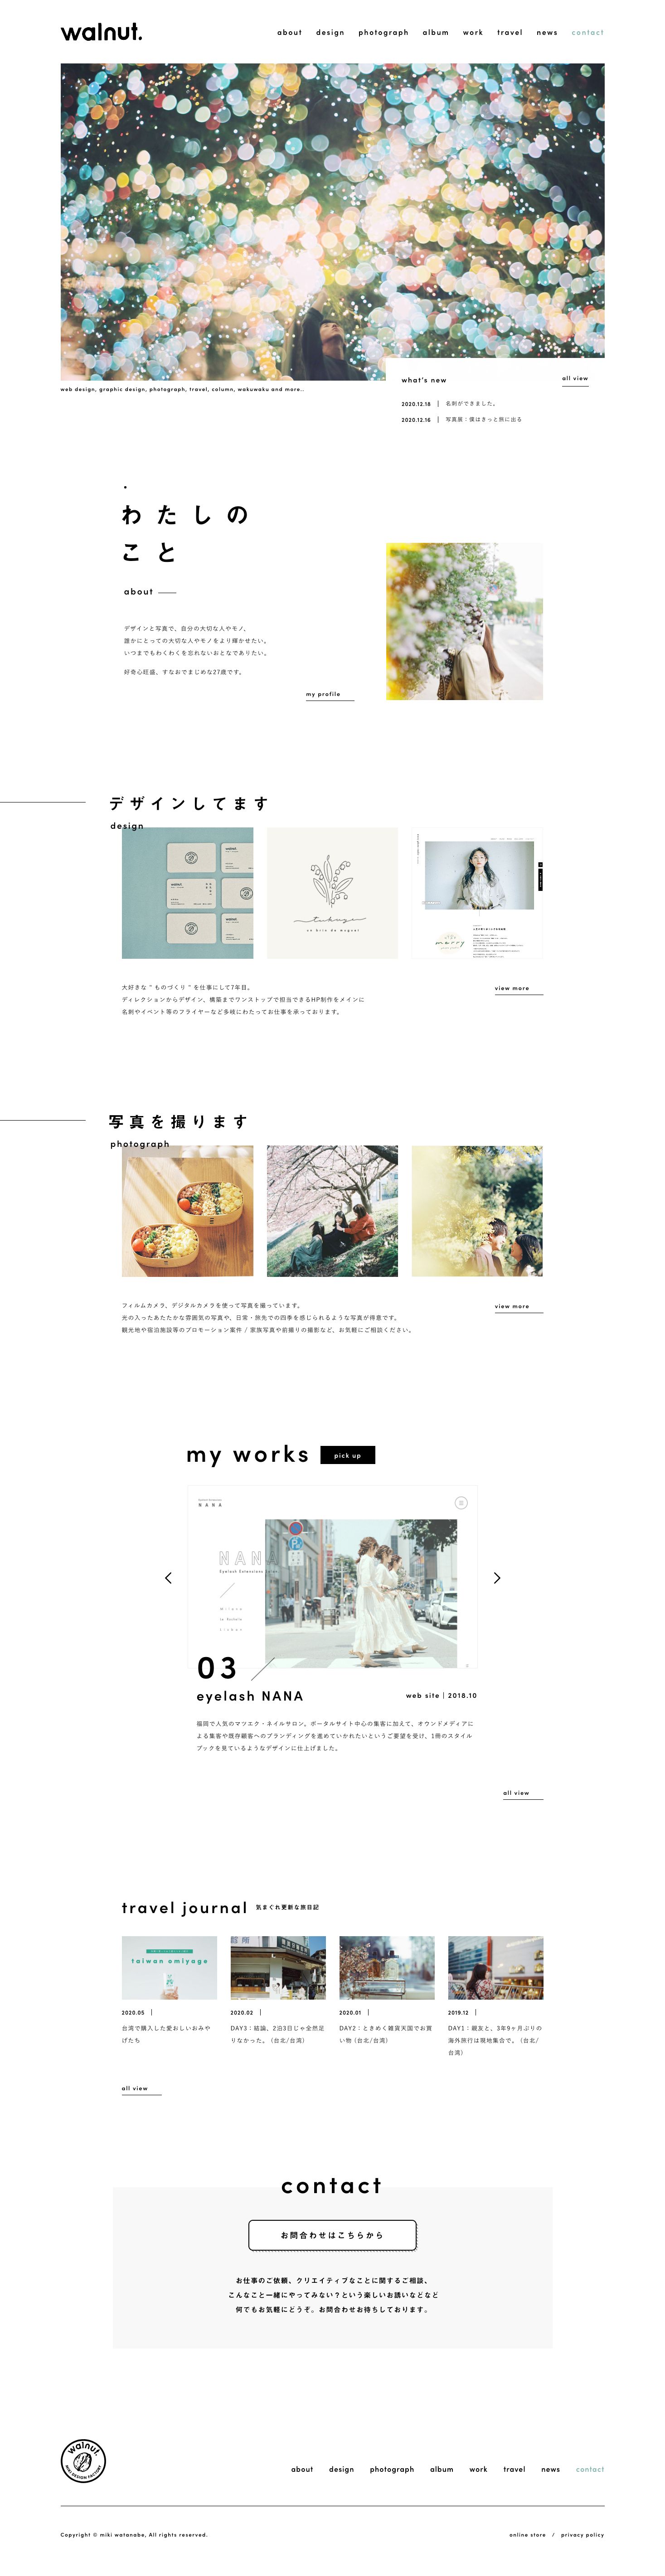 walnut.
about design photograph album work travel news contact
web design, graphic design, photograph, travel, column, wakuwaku and more..
what's new
all view
2020.12.18 名刺ができました。
2020.12.16 写真展：僕はきっと旅に出る
わたしの
こと
about
デザインと写真で、自分の大切な人やモノ、
誰かにとっての大切な人やモノをより輝かせたい。
いつまでもわくわくを忘れないおとなでありたい。
好奇心旺盛、すなおでまじめな27歳です。
my profile
デザインしてます
design
大好きな " ものづくり " を仕事にして7年目。
ディレクションからデザイン、構築までワンストップで担当できるHP制作をメインに
名刺やイベント等のフライヤーなど多岐にわたってお仕事を承っております。
view more
写真を撮ります
photograph
フィルムカメラ、デジタルカメラを使って写真を撮っています。
光の入ったあたたかな雰囲気の写真や、日常・旅先での四季を感じられるような写真が得意です。
観光地や宿泊施設等のプロモーション案件 / 家族写真や前撮りの撮影など、お気軽にご相談ください。
view more
my works
pick up
NANA
NANA
Eyelash Extensions Salon
03
eyelash NANA
web site | 2018.10
福岡で人気のマツエク・ネイルサロン。ポータルサイト中心の集客に加えて、オウンドメディアに
よる集客や既存顧客へのブランディングを進めていかれたいというご要望を受け、1冊のスタイル
ブックを見ているようなデザインに仕上げました。
all view
travel journal 気まぐれ更新な旅日記
taiwan omiyage
2020.05
台湾で購入した愛おしいおみや
げたち
2020.02
DAY3：結論、2泊3日じゃ全然足
りなかった。（台北/台湾）
2020.01
DAY2：ときめく雑貨天国でお買
い物（台北/台湾）
2019.12
DAY1：親友と、3年9ヶ月ぶりの
海外旅行は現地集合で。（台北/
台湾）
all view
contact
お問合わせはこちらから
お仕事のご依頼、クリエイティブなことに関するご相談、
こんなこと一緒にやってみない？という楽しいお誘いなどなど
何でもお気軽にどうぞ。お問合わせお待ちしております。
walnut.
MIKI DESIGN FACTORY
about design photograph album work travel news contact
Copyright © miki watanabe, All rights reserved.
online store / privacy policy